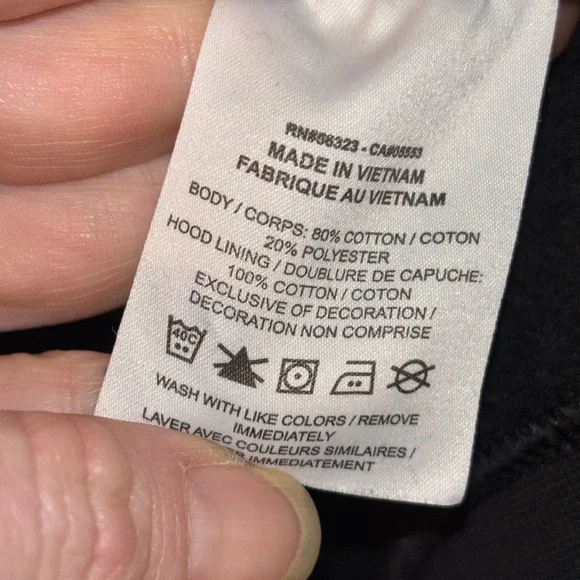 RN#56323 - CA#05553
MADE IN VIETNAM
FABRIQUE AU VIETNAM
BODY / CORPS: 80% COTTON / COTON
20% POLYESTER
HOOD LINING / DOUBLURE DE CAPUCHE:
100% COTTON / COTON
EXCLUSIVE OF DECORATION /
DECORATION NON COMPRISE
40C
WASH WITH LIKE COLORS / REMOVE
IMMEDIATELY
LAVER AVEC COULEURS SIMILAIRES /
IMMEDIATEMENT